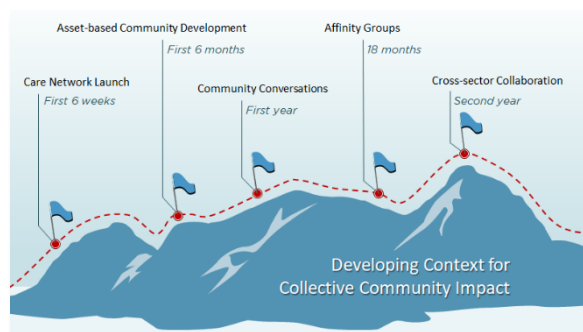 Asset-based Community Development
First 6 months
Affinity Groups
18 months
Care Network Launch
First 6 weeks
Community Conversations
First year
Cross-sector Collaboration
Second year
Developing Context for
Collective Community Impact